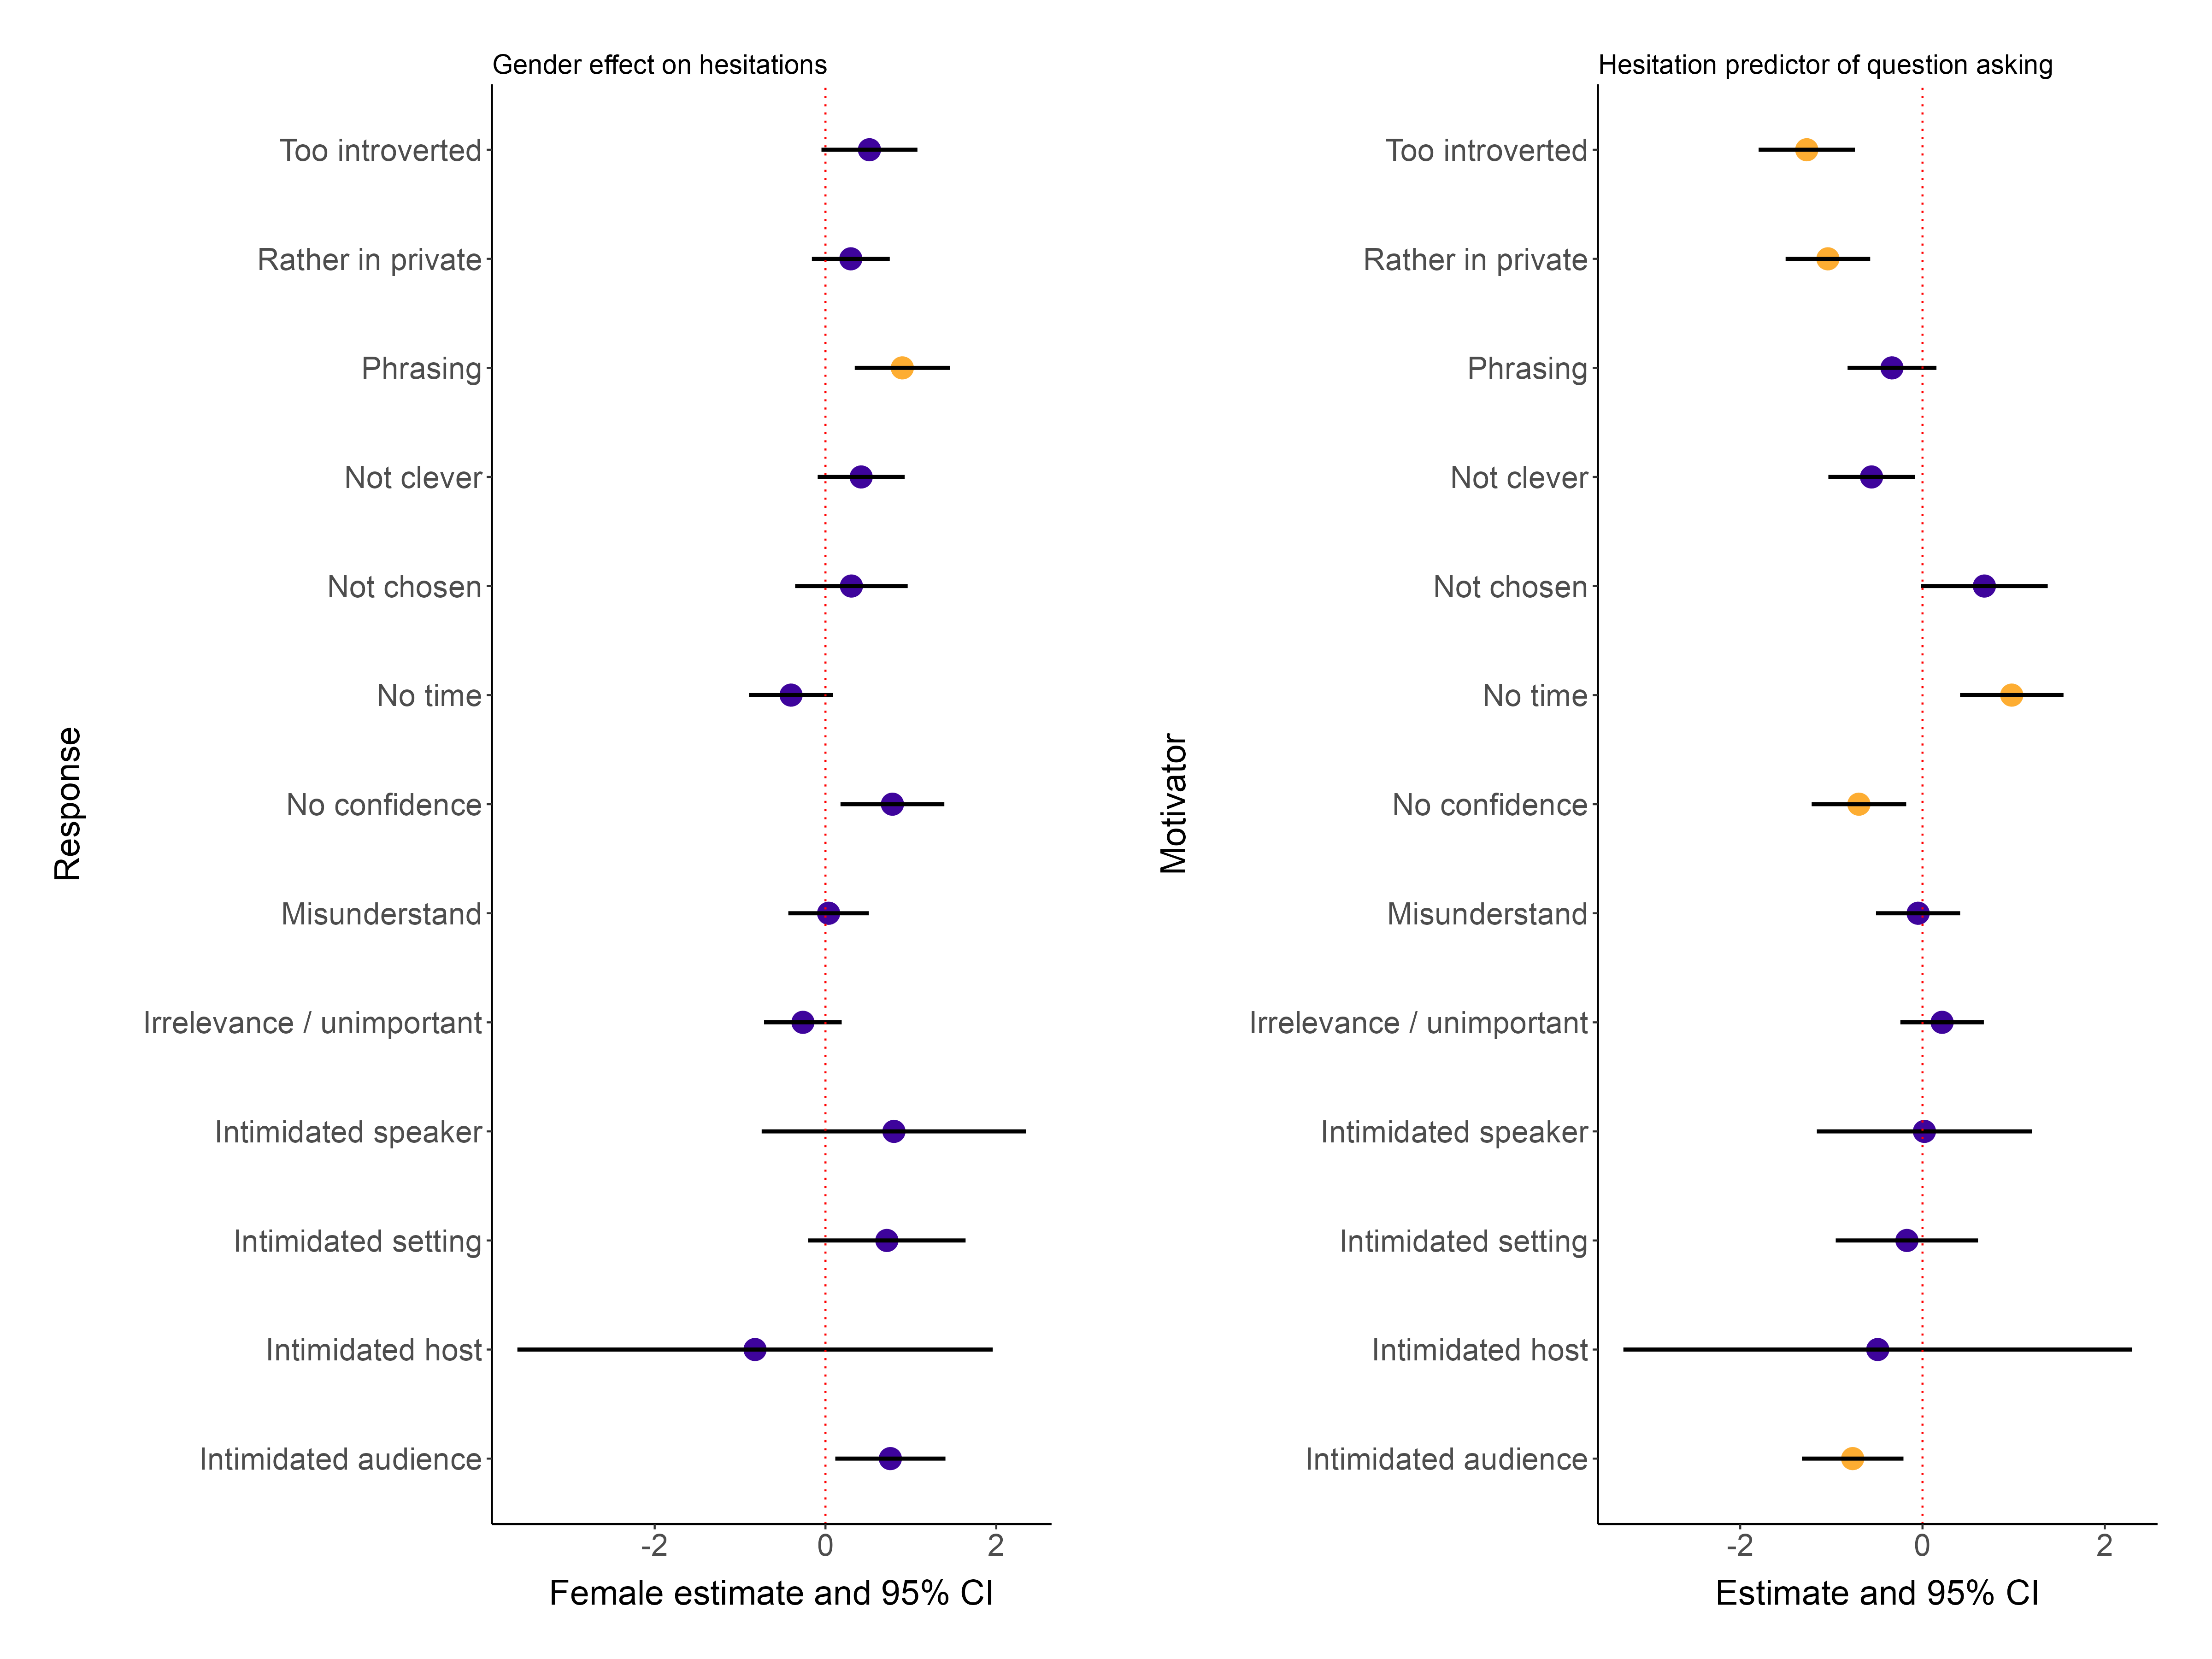 Gender effect on hesitations
Too introverted
Rather in private
Phrasing
Not clever
Not chosen
No time
No confidence
Misunderstand
Irrelevance / unimportant
Intimidated speaker
Intimidated setting
Intimidated host
Intimidated audience
Response
-2 0 2
Female estimate and 95% CI
Hesitation predictor of question asking
Too introverted
Rather in private
Phrasing
Not clever
Not chosen
No time
No confidence
Misunderstand
Irrelevance / unimportant
Intimidated speaker
Intimidated setting
Intimidated host
Intimidated audience
Motivator
-2 0 2
Estimate and 95% CI